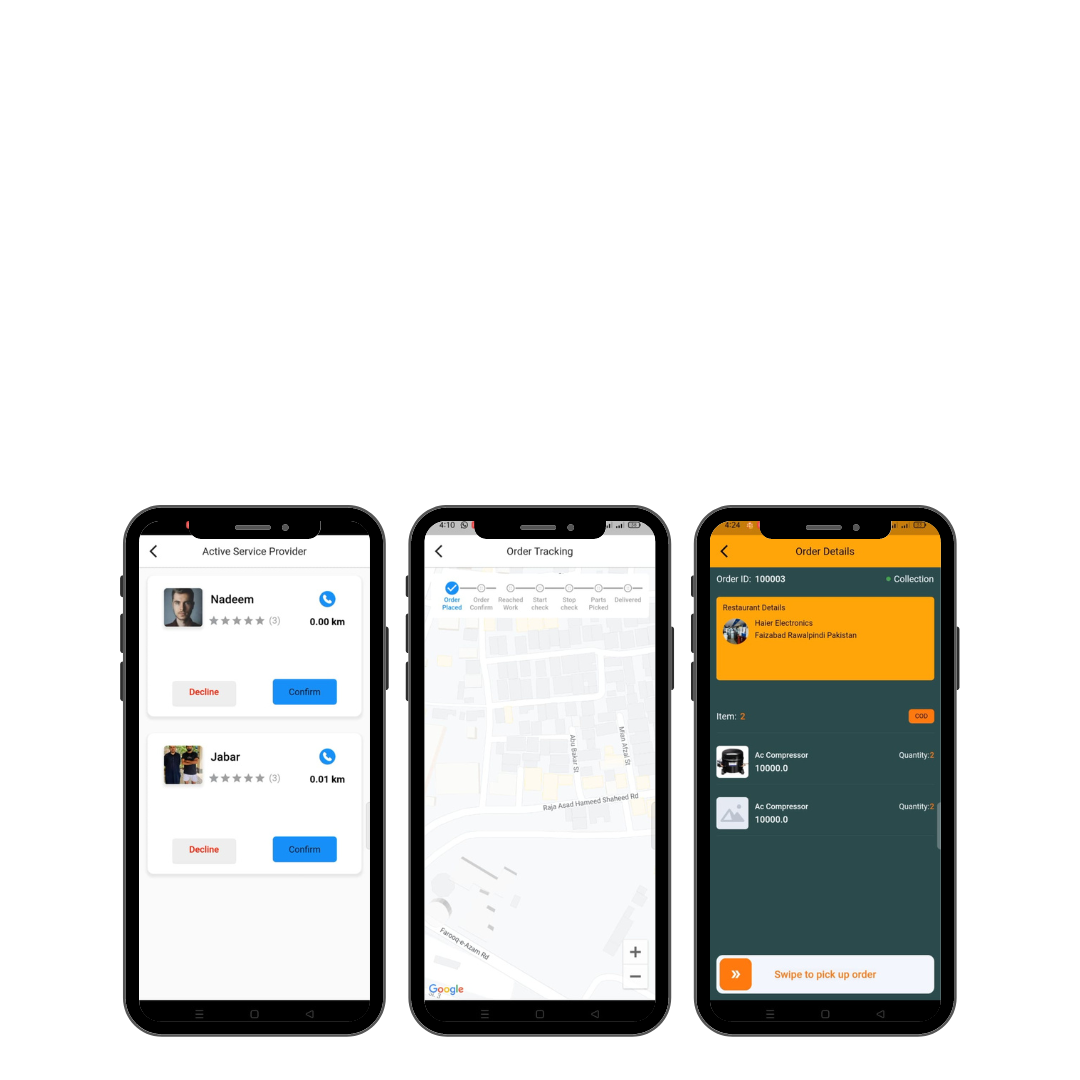 Active Service Provider
Nadeem
(3)
0.00 km
Decline
Confirm
Jabar
(3)
0.01 km
Decline
Confirm
4:10
Order Tracking
Order Placed
Order Confirm
Reached Work
Start check
Stop check
Parts Picked
Delivered
Abu Bakar St
Mian Afzal St
Raja Asad Hameed Shaheed Rd
Farooq-e-Azam Rd
+
−
Google
4:24
Order Details
Order ID: 100003
Collection
Restaurant Details
Haier Electronics
Faizabad Rawalpindi Pakistan
Item: 2
COD
Ac Compressor
Quantity:2
10000.0
Ac Compressor
Quantity:2
10000.0
Swipe to pick up order